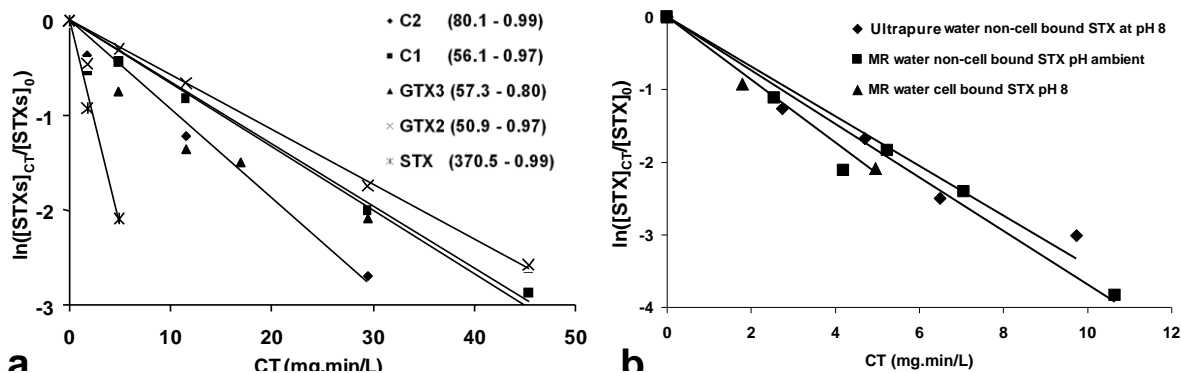 0
-1
-2
-3
ln([STXs]CT/[STXs]0)
C2 (80.1 - 0.99)
C1 (56.1 - 0.97)
GTX3 (57.3 - 0.80)
GTX2 (50.9 - 0.97)
STX (370.5 - 0.99)
0 10 20 30 40 50
CT (mg.min/L)
a
0
-1
-2
-3
-4
ln([STX]CT/[STX]0)
Ultrapure water non-cell bound STX at pH 8
MR water non-cell bound STX pH ambient
MR water cell bound STX pH 8
0 2 4 6 8 10
CT (mg.min/L)
b